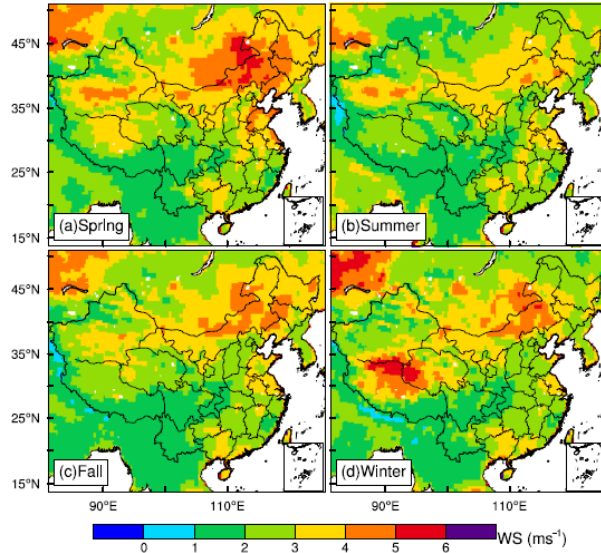 45°N
35°N
25°N
15°N
(a)Spring
(b)Summer
45°N
35°N
25°N
15°N
(c)Fall
(d)Winter
90°E 110°E 90°E 110°E
0 1 2 3 4 5 6 WS (ms⁻¹)